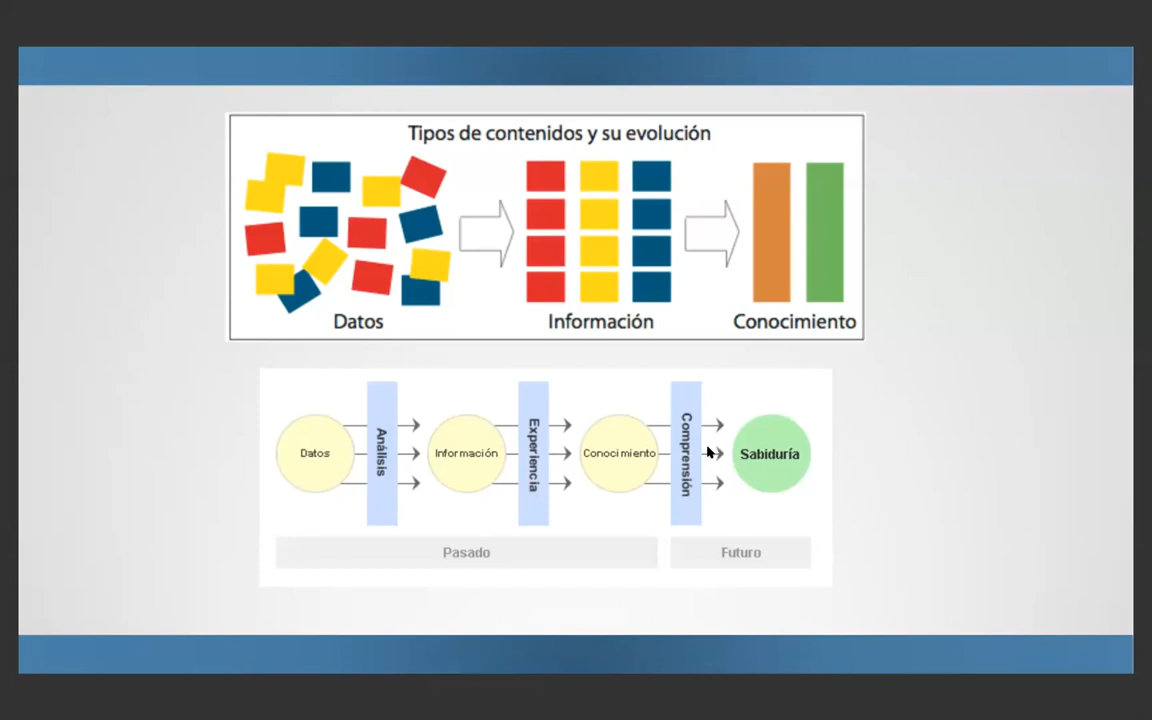 Tipos de contenidos y su evolución
Datos
Información
Conocimiento
Datos
Análisis
Información
Experiencia
Conocimiento
Comprensión
Sabiduría
Pasado
Futuro